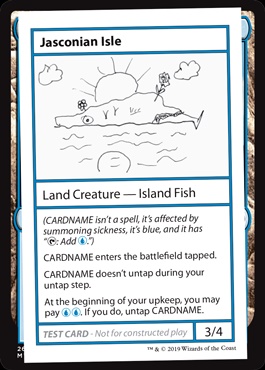 Jasconian Isle
Land Creature — Island Fish
(CARDNAME isn't a spell, it's affected by
summoning sickness, it's blue, and it has
": Add .")
CARDNAME enters the battlefield tapped.
CARDNAME doesn't untap during your
untap step.
At the beginning of your upkeep, you may
pay . If you do, untap CARDNAME.
TEST CARD - Not for constructed play
3/4
26
M
™ & © 2019 Wizards of the Coast